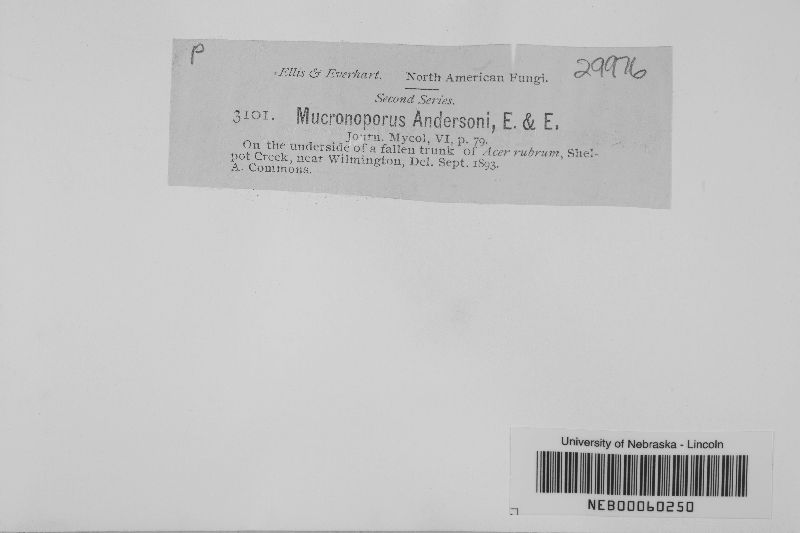 P
29976
Ellis & Everhart. North American Fungi.
Second Series.
3101. Mucronoporus Andersoni, E. & E.
Journ. Mycol, VI, p. 79.
On the underside of a fallen trunk of Acer rubrum, Shel-
pot Creek, near Wilmington, Del. Sept. 1893.
A. Commons.
University of Nebraska - Lincoln
NEB00060250